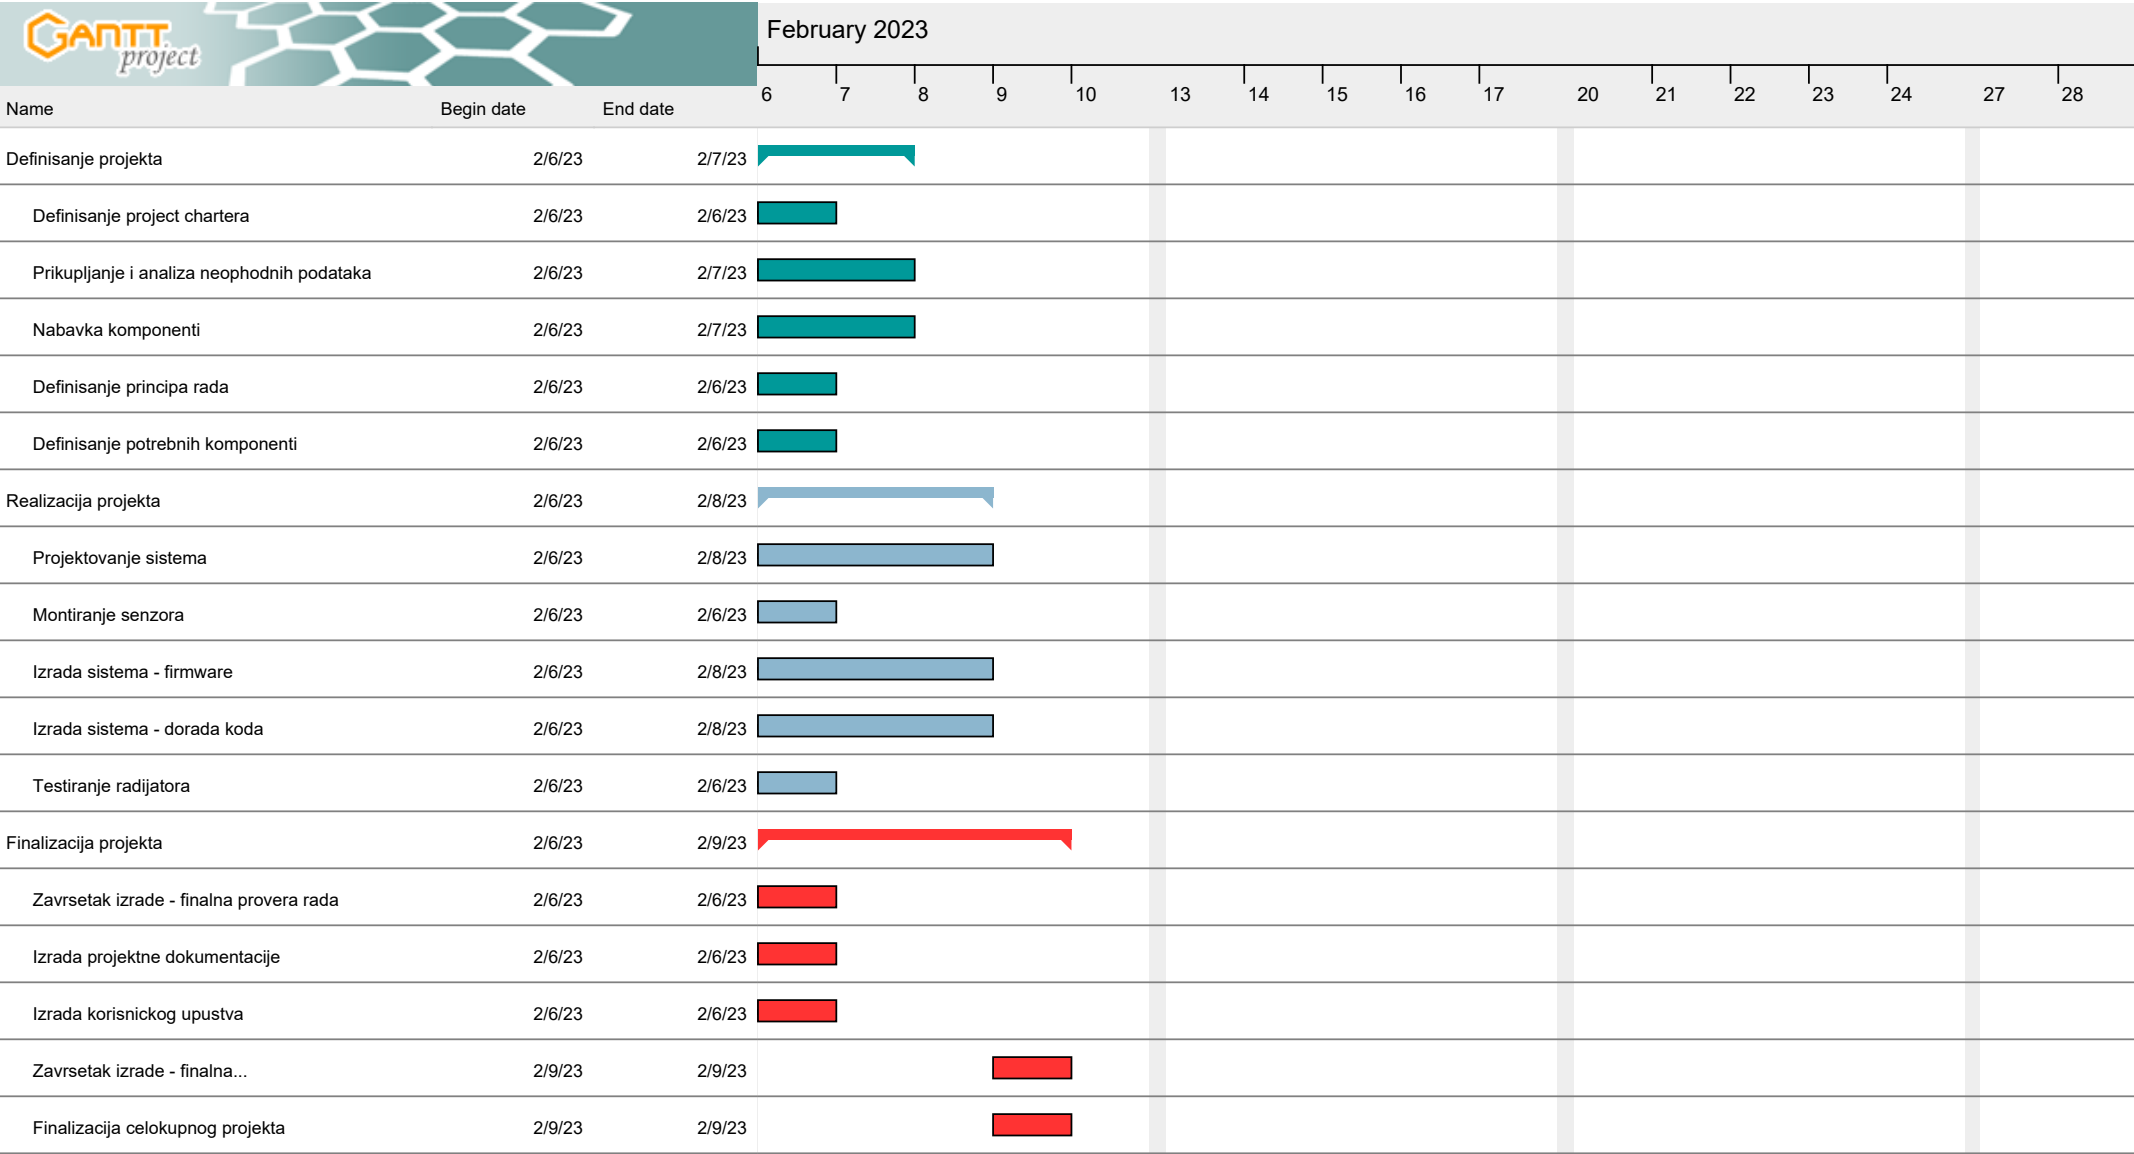 GANTT
project
February 2023
6 7 8 9 10 13 14 15 16 17 20 21 22 23 24 27 28
Name Begin date End date
Definisanje projekta 2/6/23 2/7/23
Definisanje project chartera 2/6/23 2/6/23
Prikupljanje i analiza neophodnih podataka 2/6/23 2/7/23
Nabavka komponenti 2/6/23 2/7/23
Definisanje principa rada 2/6/23 2/6/23
Definisanje potrebnih komponenti 2/6/23 2/6/23
Realizacija projekta 2/6/23 2/8/23
Projektovanje sistema 2/6/23 2/8/23
Montiranje senzora 2/6/23 2/6/23
Izrada sistema - firmware 2/6/23 2/8/23
Izrada sistema - dorada koda 2/6/23 2/8/23
Testiranje radijatora 2/6/23 2/6/23
Finalizacija projekta 2/6/23 2/9/23
Zavrsetak izrade - finalna provera rada 2/6/23 2/6/23
Izrada projektne dokumentacije 2/6/23 2/6/23
Izrada korisnickog upustva 2/6/23 2/6/23
Zavrsetak izrade - finalna... 2/9/23 2/9/23
Finalizacija celokupnog projekta 2/9/23 2/9/23